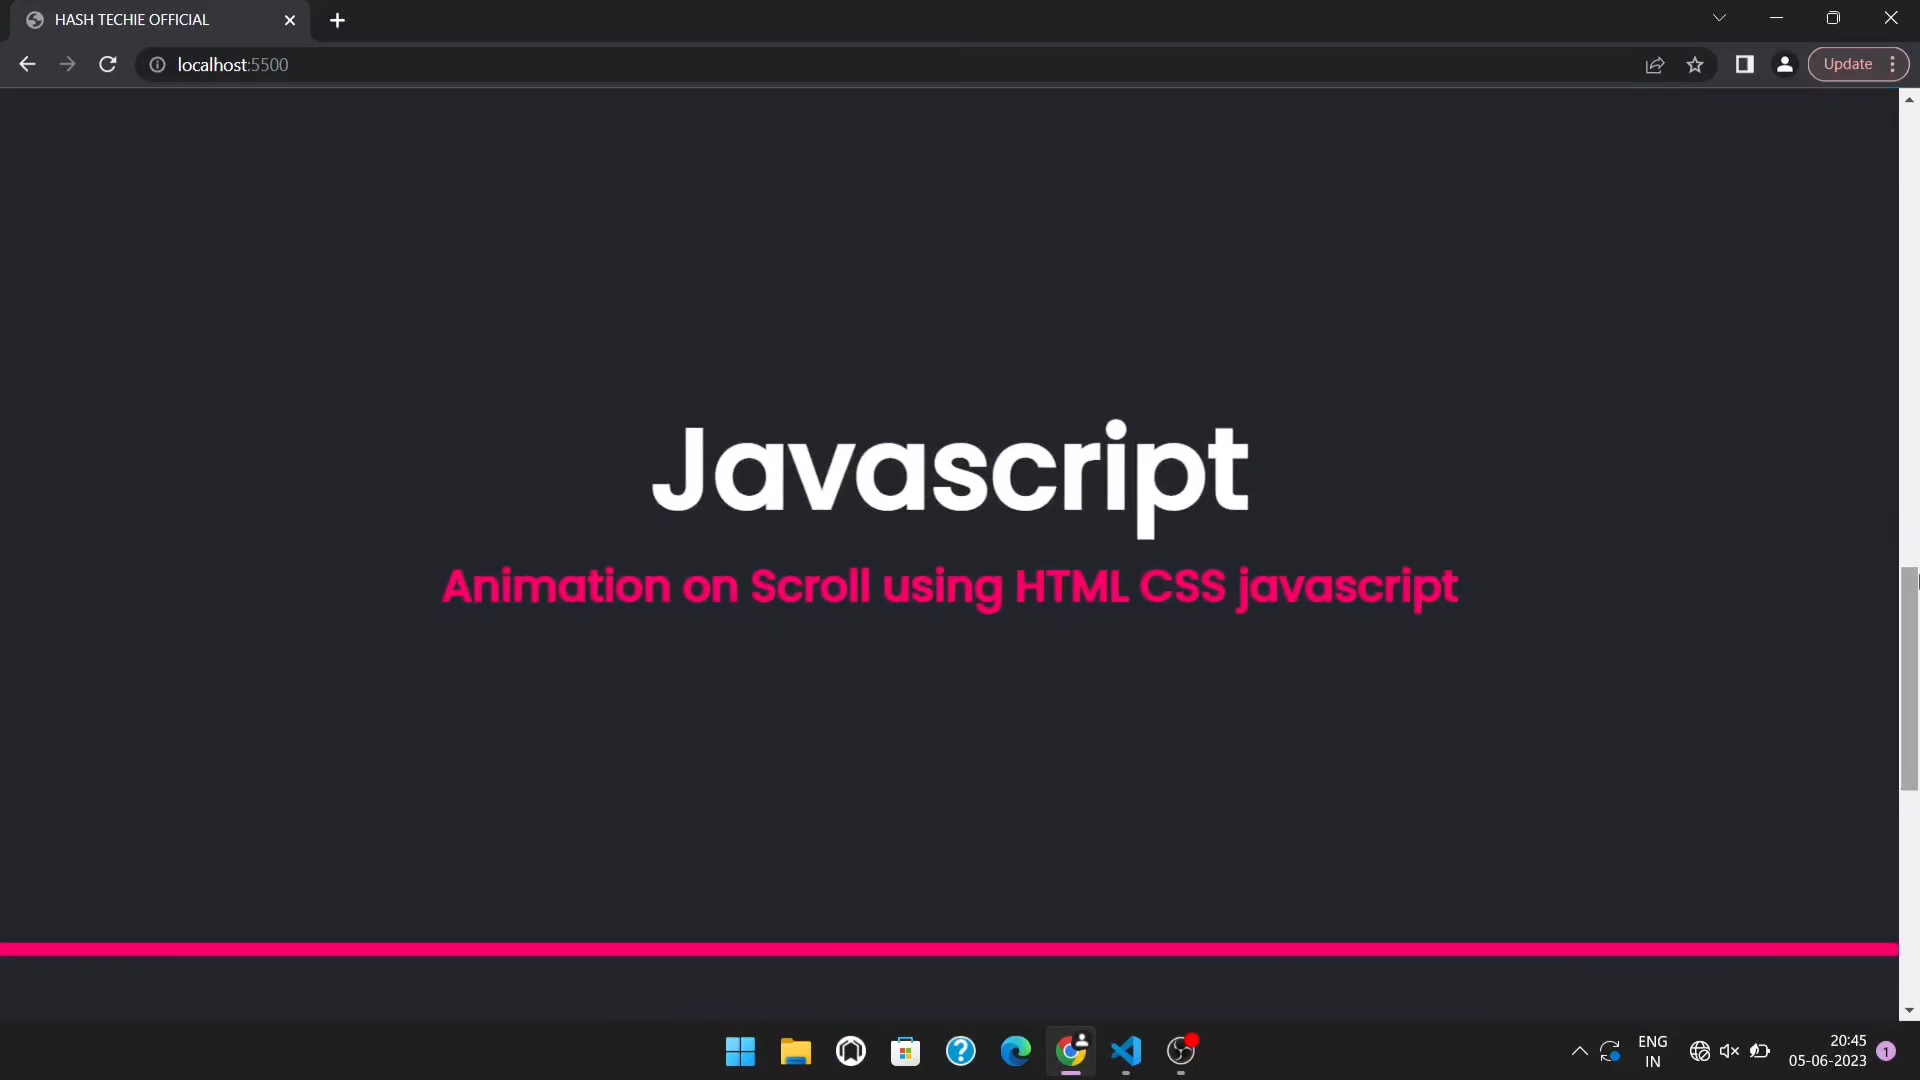 HASH TECHIE OFFICIAL
localhost:5500
Update
Javascript
Animation on Scroll using HTML CSS javascript
ENG
IN
20:45
05-06-2023
1